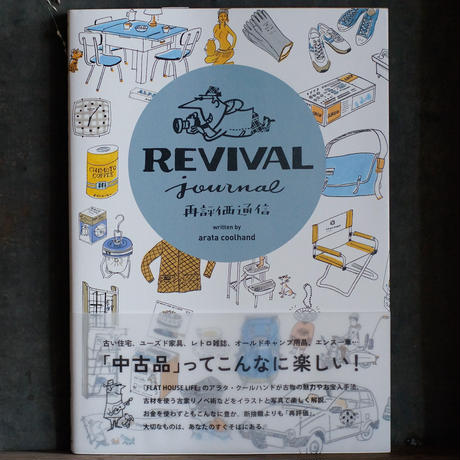 REVIVAL
journal
再評価通信
written by
arata coolhand
CHEMUTO
COFFEE
古い住宅、ユーズド家具、レトロ雑誌、オールドキャンプ用品、エンスー車…
「中古品」ってこんなに楽しい！
『FLAT HOUSE LIFE』のアラタ・クールハンドが古物の魅力やお宝入手法、
古材を使う古家リノベ術などをイラストと写真で楽しく解説。
お金を使わずともこんなに豊か。断捨離よりも「再評価」。
大切なものは、あなたのすぐそばにある。